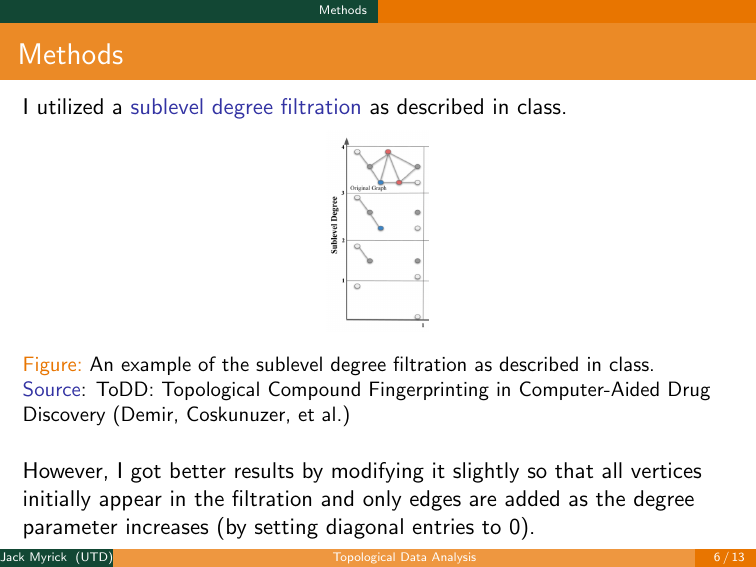 Methods
Methods
I utilized a sublevel degree filtration as described in class.
4
Original Graph
3
Sublevel Degree
2
1
1
Figure: An example of the sublevel degree filtration as described in class.
Source: ToDD: Topological Compound Fingerprinting in Computer-Aided Drug
Discovery (Demir, Coskunuzer, et al.)
However, I got better results by modifying it slightly so that all vertices
initially appear in the filtration and only edges are added as the degree
parameter increases (by setting diagonal entries to 0).
Jack Myrick (UTD)
Topological Data Analysis
6 / 13